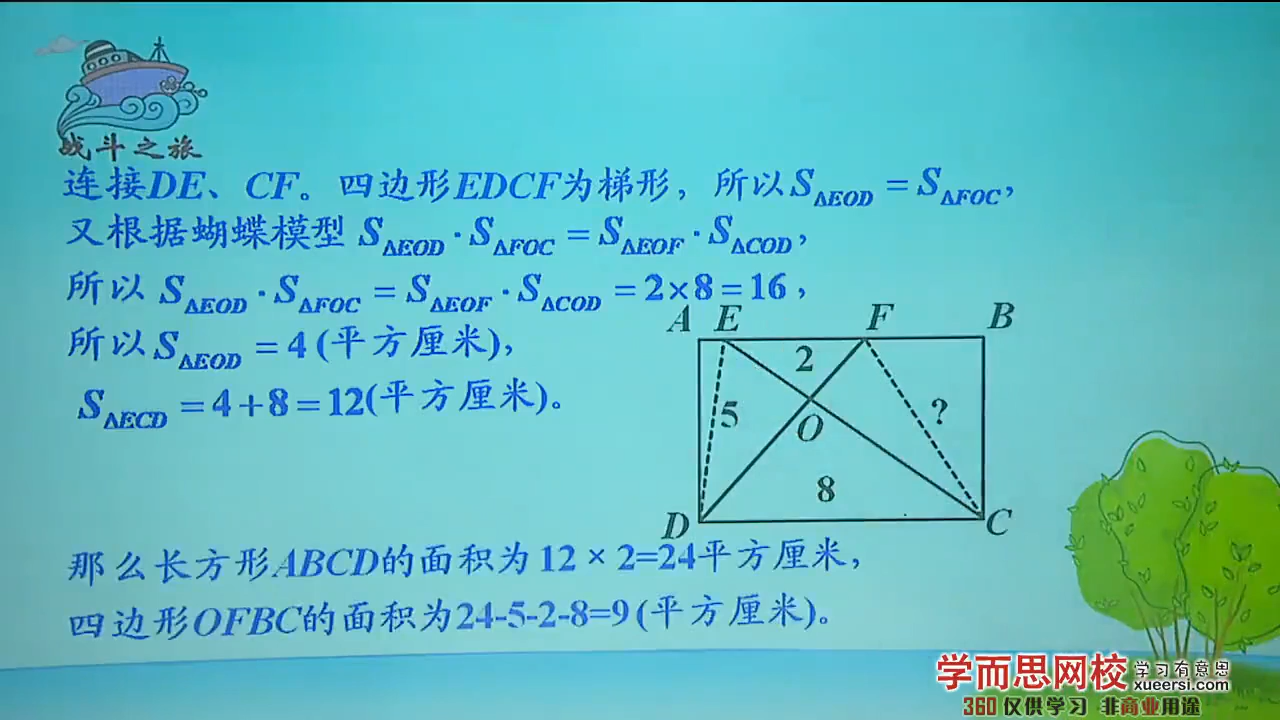 战斗之旅
连接DE、CF。四边形EDCF为梯形，所以S△EOD = S△FOC，
又根据蝴蝶模型 S△EOD · S△FOC = S△EOF · S△COD，
所以 S△EOD · S△FOC = S△EOF · S△COD = 2×8=16，
所以S△EOD = 4 (平方厘米)，
S△ECD = 4+8=12(平方厘米)。
A E F B
2
5
O
?
8
D C
那么长方形ABCD的面积为 12 × 2=24平方厘米，
四边形OFBC的面积为24-5-2-8=9 (平方厘米)。
学而思网校 学习有意思
xueersi.com
360 仅供学习 非商业用途